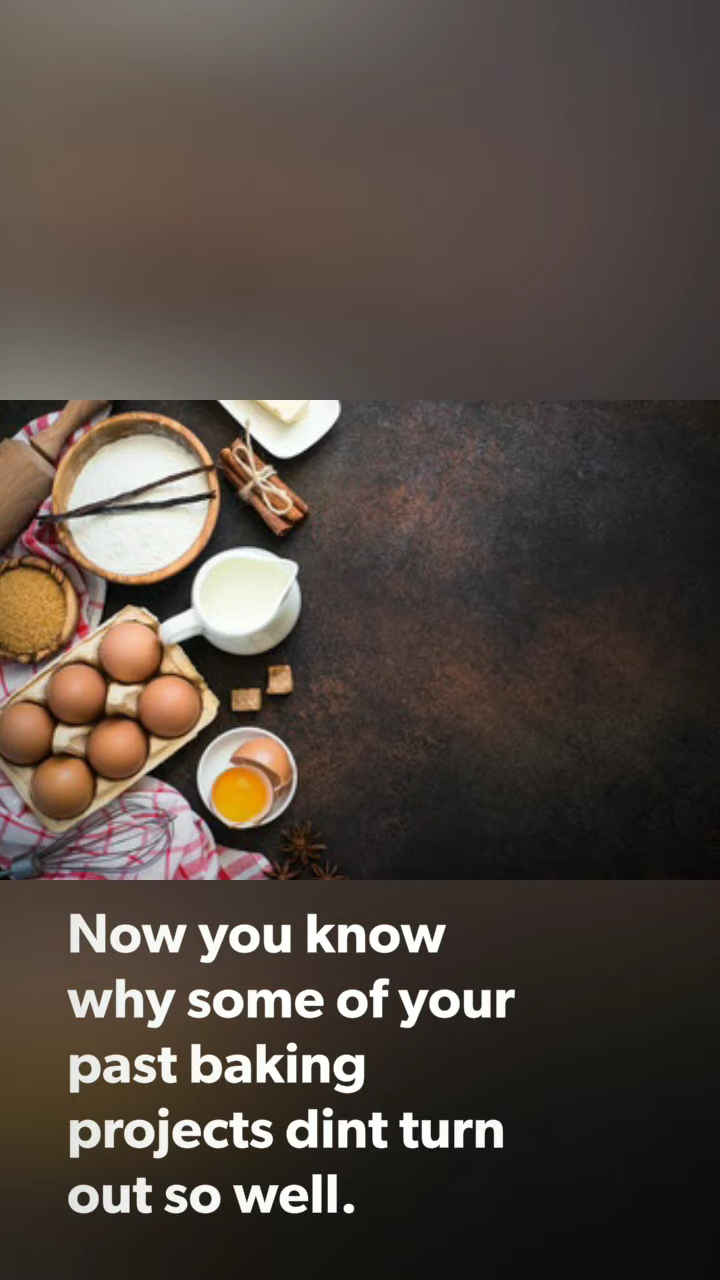 Now you know
why some of your
past baking
projects dint turn
out so well.